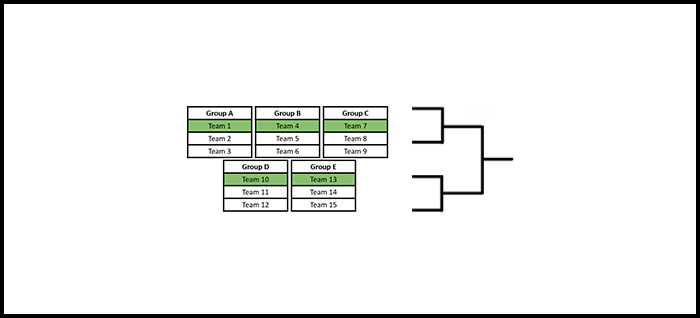 Group A Group B Group C
Team 1 Team 4 Team 7
Team 2 Team 5 Team 8
Team 3 Team 6 Team 9
Group D Group E
Team 10 Team 13
Team 11 Team 14
Team 12 Team 15